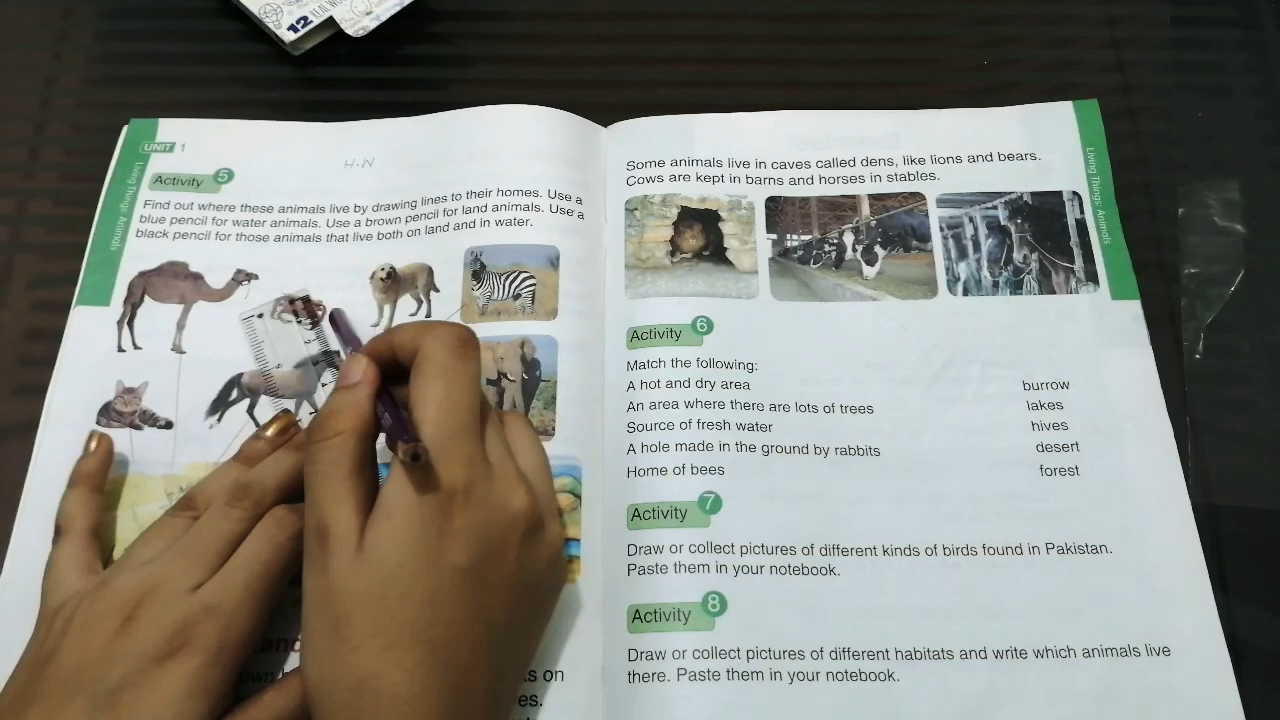 12
UNIT 1
H.N
Living Things: Animals
Activity 5
Find out where these animals live by drawing lines to their homes. Use a
blue pencil for water animals. Use a brown pencil for land animals. Use a
black pencil for those animals that live both on land and in water.
s on
es.
Some animals live in caves called dens, like lions and bears.
Cows are kept in barns and horses in stables.
Living Things: Animals
Activity 6
Match the following:
A hot and dry area burrow
An area where there are lots of trees lakes
Source of fresh water hives
A hole made in the ground by rabbits desert
Home of bees forest
Activity 7
Draw or collect pictures of different kinds of birds found in Pakistan.
Paste them in your notebook.
Activity 8
Draw or collect pictures of different habitats and write which animals live
there. Paste them in your notebook.